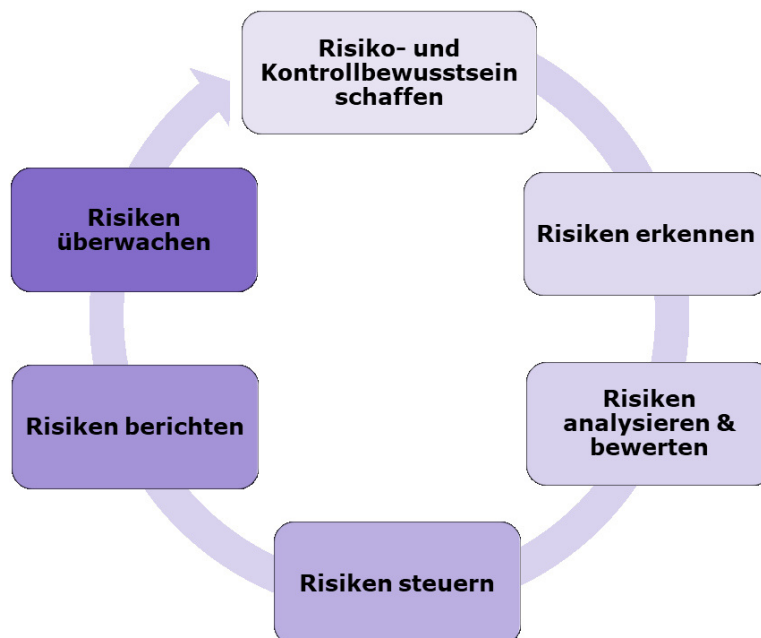 Risiko- und
Kontrollbewusstsein
schaffen
Risiken erkennen
Risiken
analysieren &
bewerten
Risiken steuern
Risiken berichten
Risiken
überwachen